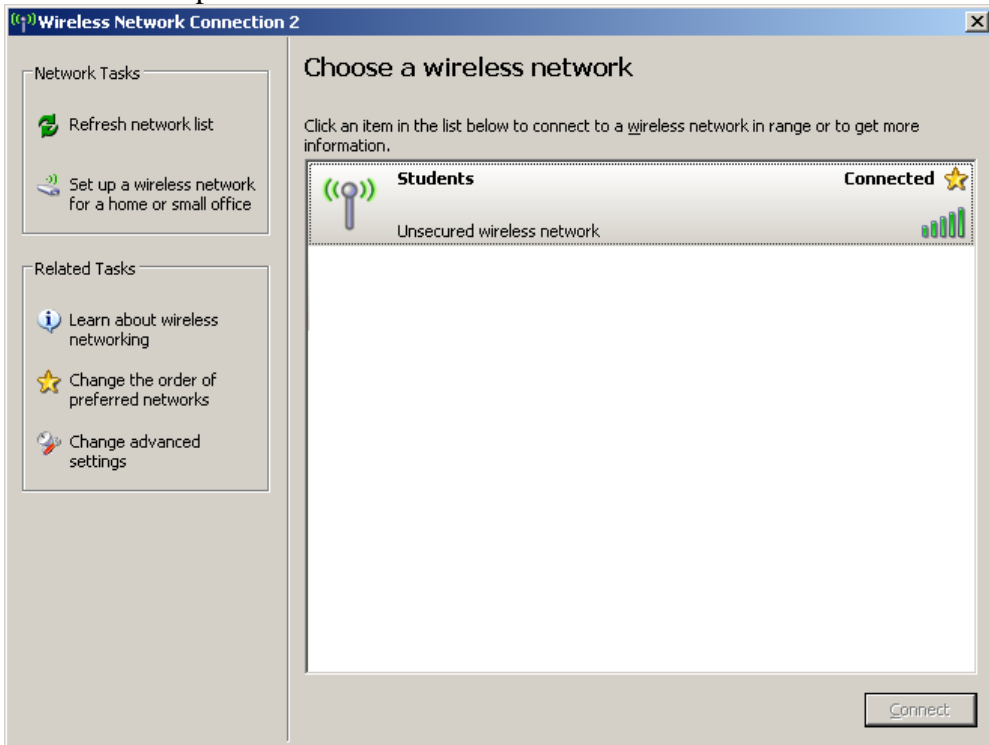 Wireless Network Connection 2
Network Tasks
Refresh network list
Set up a wireless network
for a home or small office
Related Tasks
Learn about wireless
networking
Change the order of
preferred networks
Change advanced
settings
Choose a wireless network
Click an item in the list below to connect to a wireless network in range or to get more
information.
Students
Connected
Unsecured wireless network
Connect